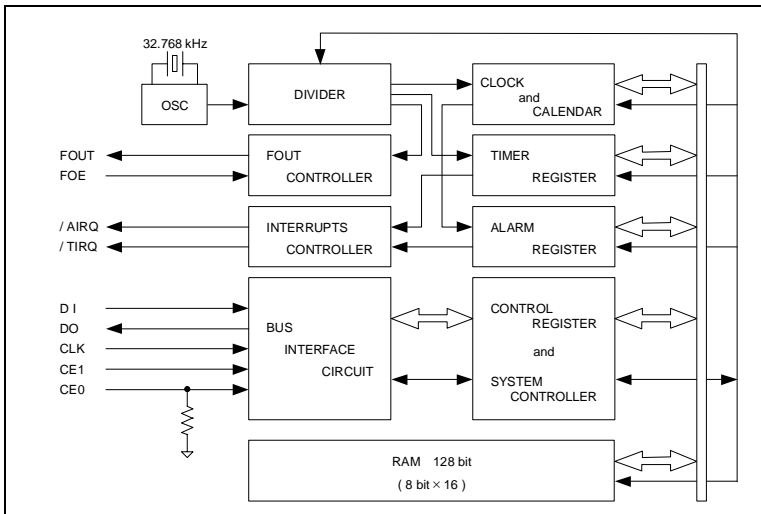 32.768 kHz
OSC
DIVIDER
CLOCK
and
CALENDAR
FOUT
FOE
FOUT
CONTROLLER
TIMER
REGISTER
/ AIRQ
/ TIRQ
INTERRUPTS
CONTROLLER
ALARM
REGISTER
D I
DO
CLK
CE1
CE0
BUS
INTERFACE
CIRCUIT
CONTROL
REGISTER
and
SYSTEM
CONTROLLER
RAM 128 bit
( 8 bit × 16 )